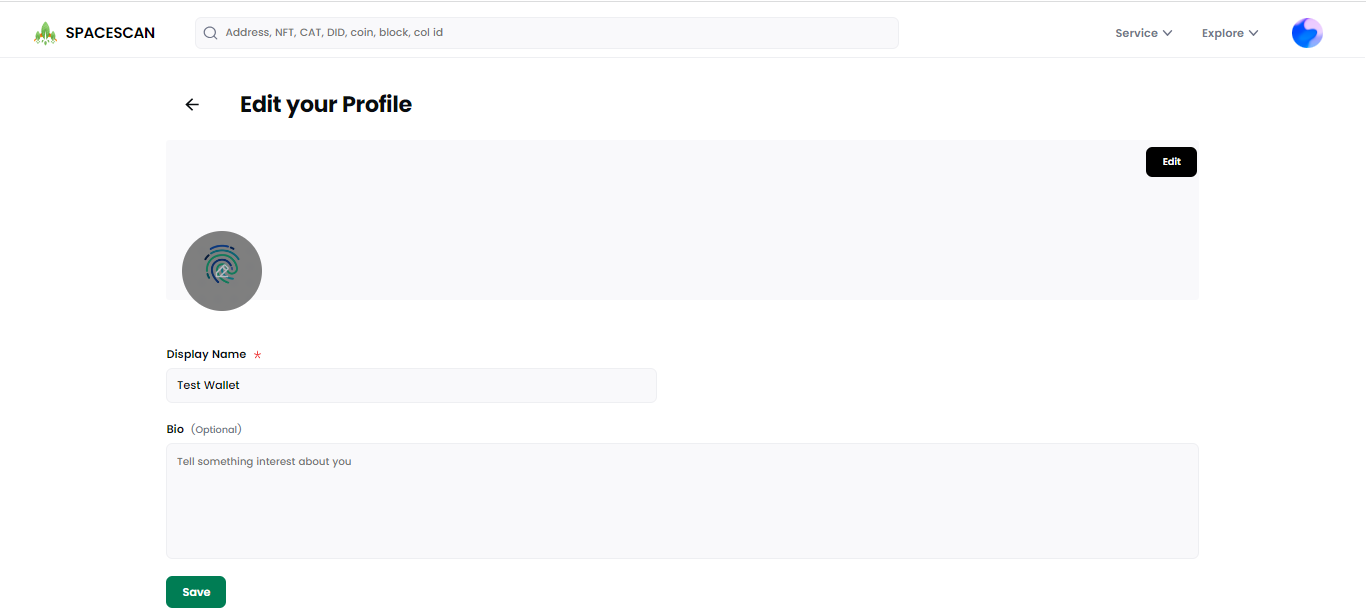 SPACESCAN
Address, NFT, CAT, DID, coin, block, col id
Service
Explore
Edit your Profile
Edit
Display Name *
Test Wallet
Bio (Optional)
Tell something interest about you
Save